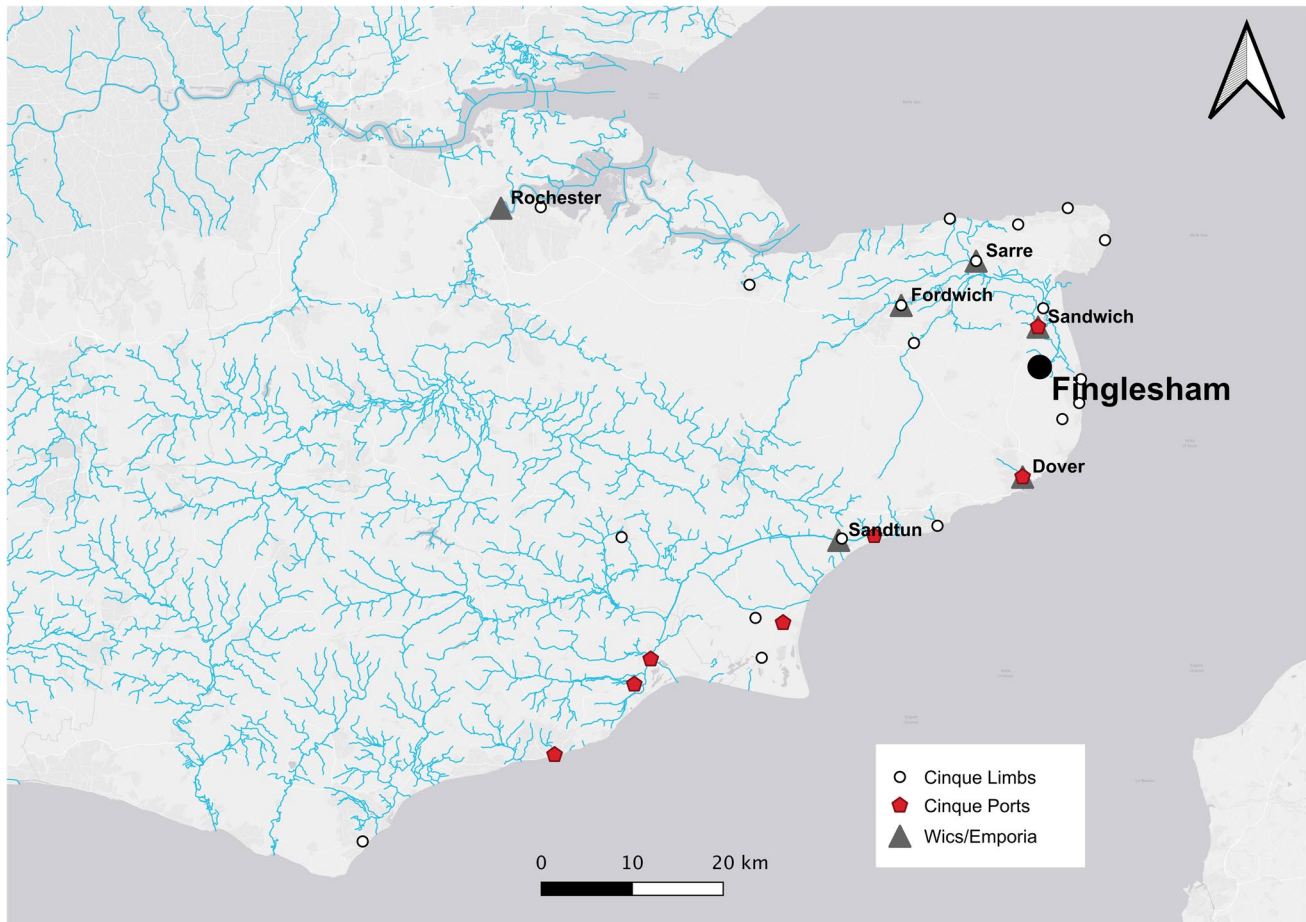 Rochester
Sarre
Fordwich
Sandwich
Finglesham
Dover
Sandtun
Cinque Limbs
Cinque Ports
Wics/Emporia
0 10 20 km